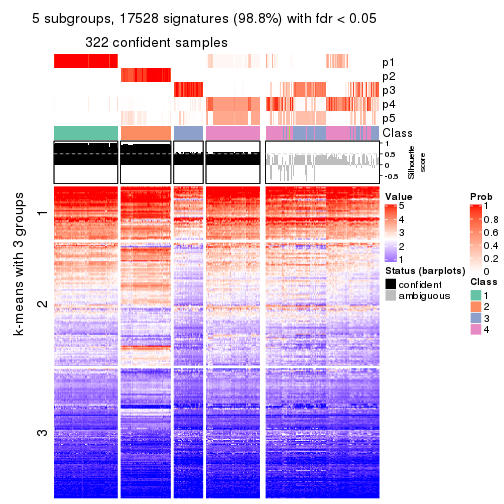 5 subgroups, 17528 signatures (98.8%) with fdr < 0.05
322 confident samples
p1
p2
p3
p4
p5
Class
1
0.5
0
-0.5
Silhouette
score
k-means with 3 groups
1
2
3
Value
5
4
3
2
1
Status (barplots)
confident
ambiguous
Prob
1
0.8
0.6
0.4
0.2
0
Class
1
2
3
4